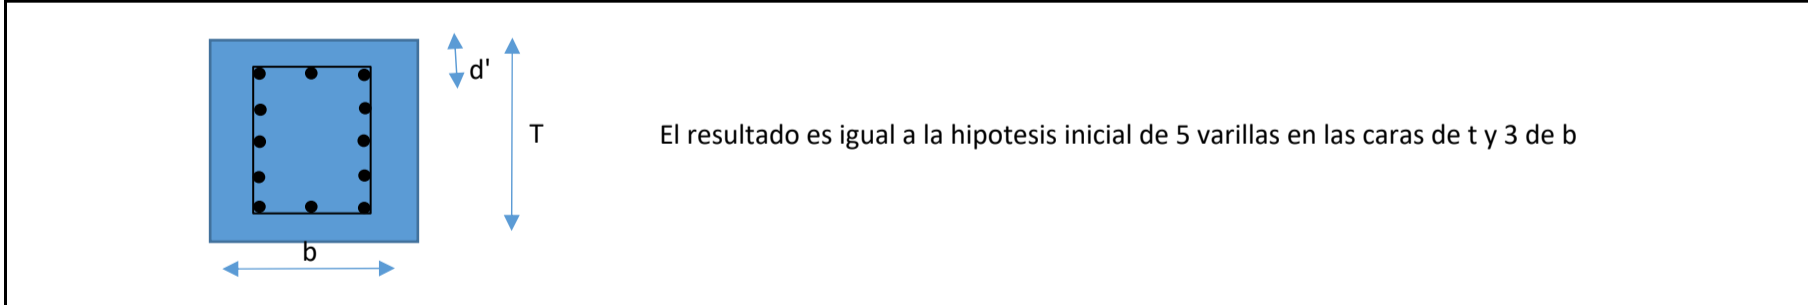 d'
T
El resultado es igual a la hipotesis inicial de 5 varillas en las caras de t y 3 de b
b